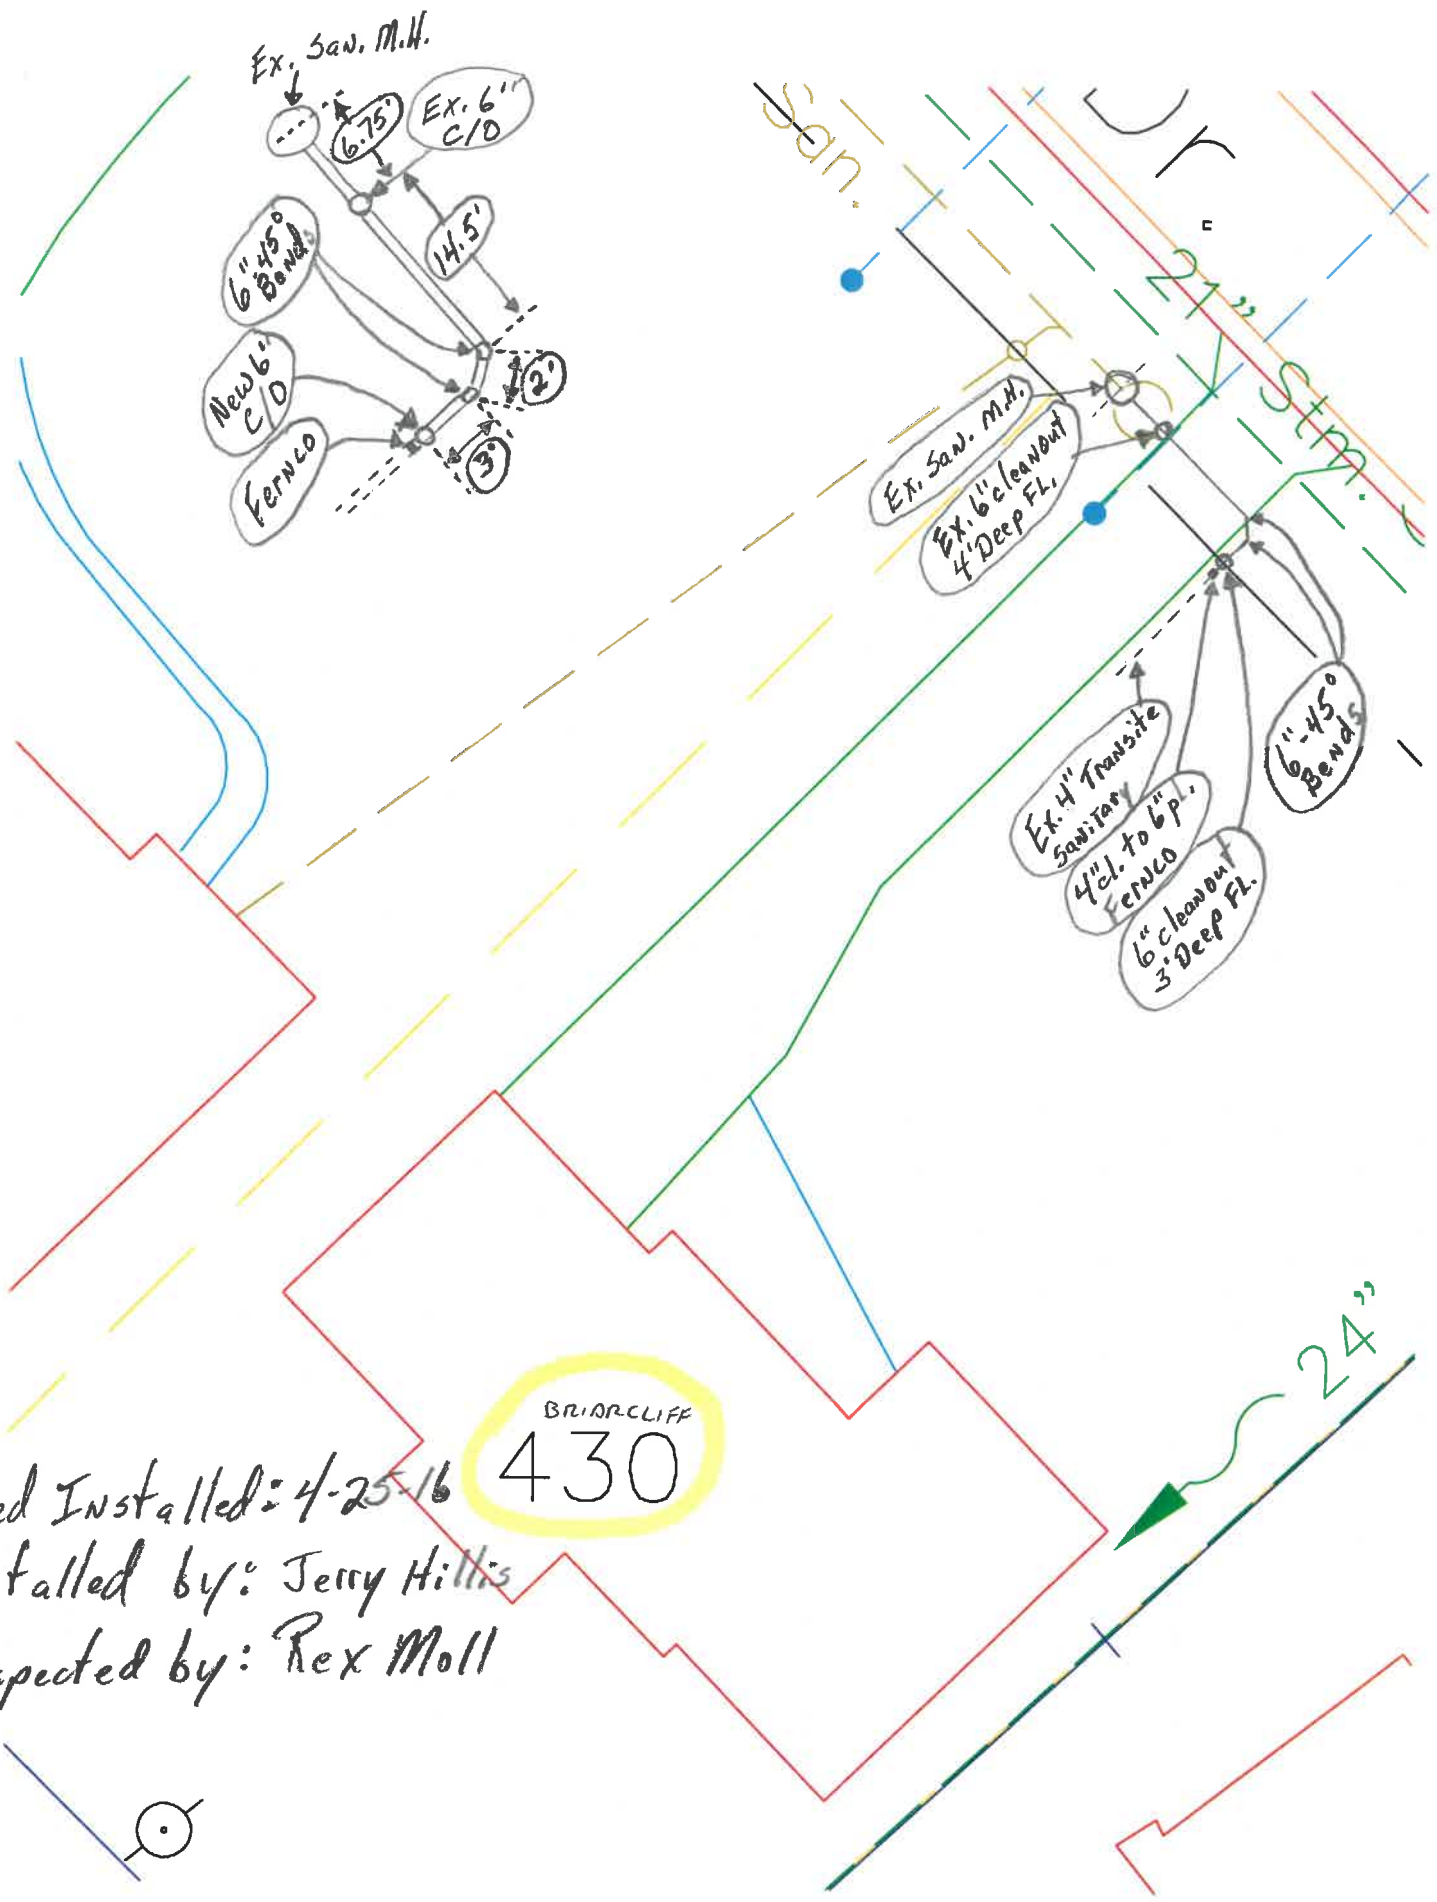 Ex. San. M.H.
6.75'
Ex. 6"
C/O
14.5'
6"-45°
Bends
2'
New 6"
C/O
Fernco
3'
San.
Dr
21"
Stm.
Ex. San. M.H.
Ex. 6" cleanout
4' Deep FL.
6"-45°
Bends
Ex. 4" Transite
Sanitary
4" cl. to 6" pl.
Fernco
6" cleanout
3' Deep FL.
24"
BRIARCLIFF
430
ed Installed: 4-25-16
talled by: Jerry Hillis
spected by: Rex Moll